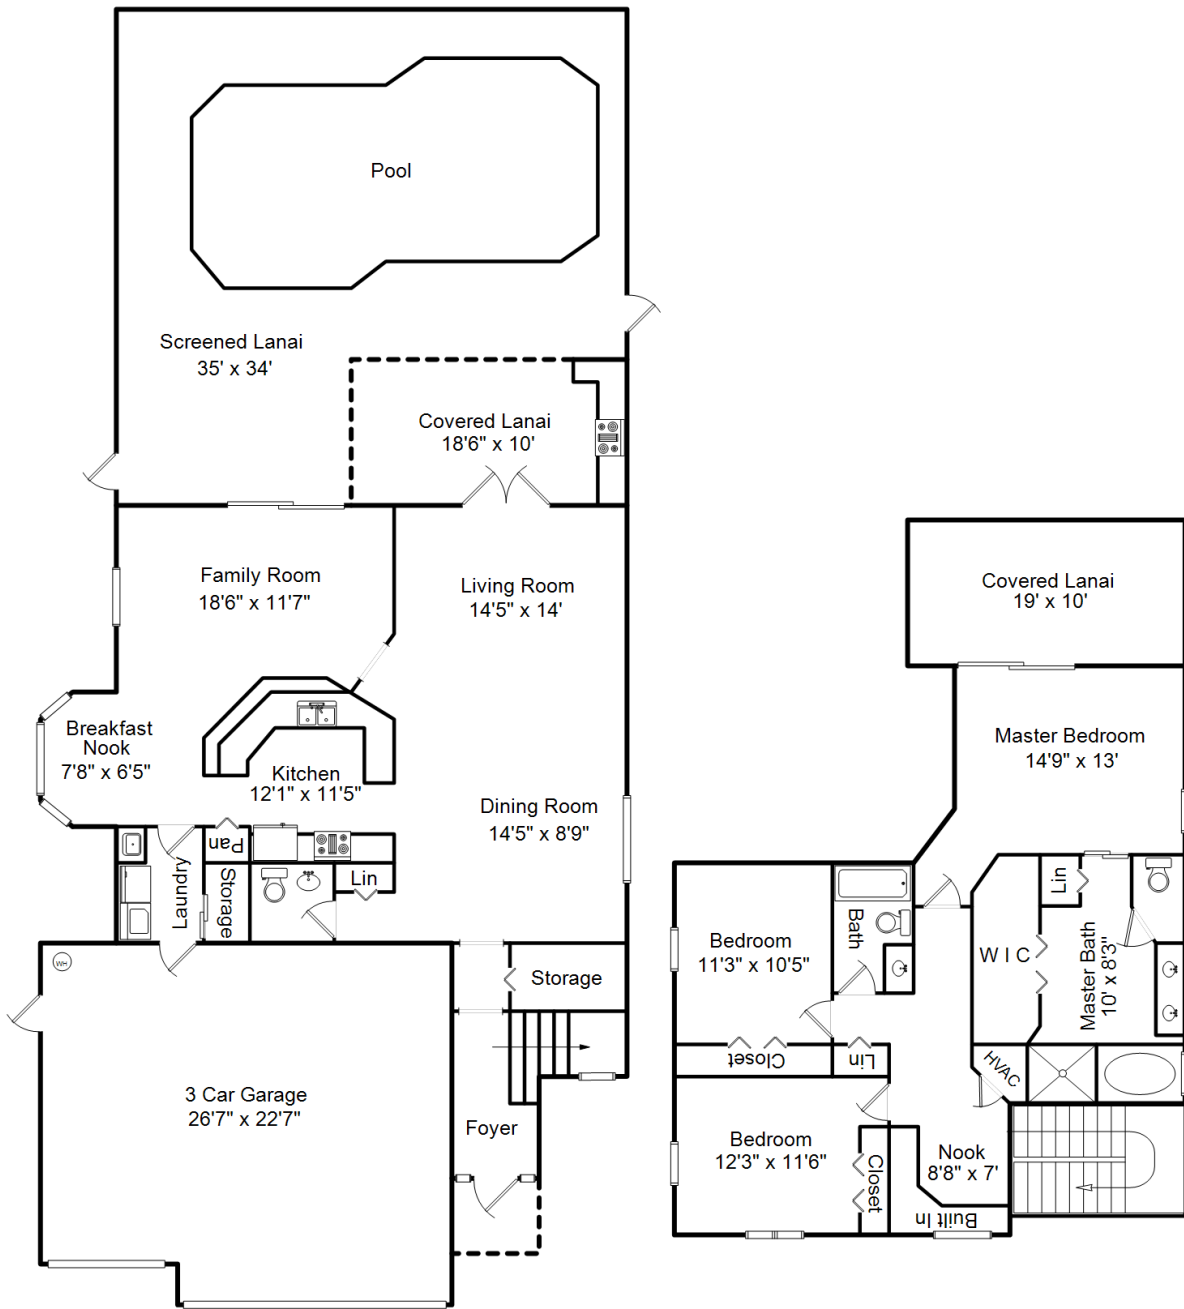 Pool
Screened Lanai
35' x 34'
Covered Lanai
18'6" x 10'
Family Room
18'6" x 11'7"
Living Room
14'5" x 14'
Breakfast
Nook
7'8" x 6'5"
Kitchen
12'1" x 11'5"
Dining Room
14'5" x 8'9"
Pan
Laundry
Storage
Lin
WH
Storage
3 Car Garage
26'7" x 22'7"
Foyer
Covered Lanai
19' x 10'
Master Bedroom
14'9" x 13'
Lin
Bath
Bedroom
11'3" x 10'5"
W I C
Master Bath
10' x 8'3"
Closet
Lin
HVAC
Bedroom
12'3" x 11'6"
Closet
Nook
8'8" x 7'
Built In